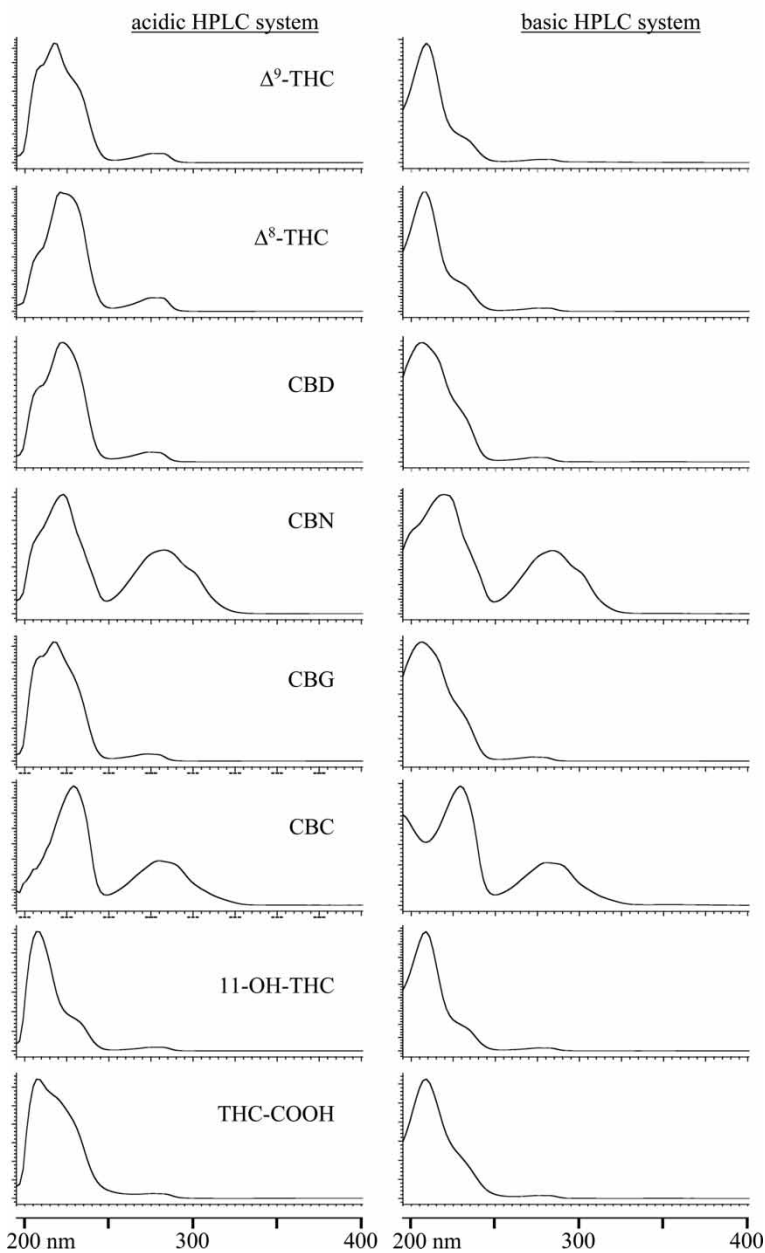 acidic HPLC system
basic HPLC system
Δ⁹-THC
Δ⁸-THC
CBD
CBN
CBG
CBC
11-OH-THC
THC-COOH
200 nm 300 400
200 nm 300 400